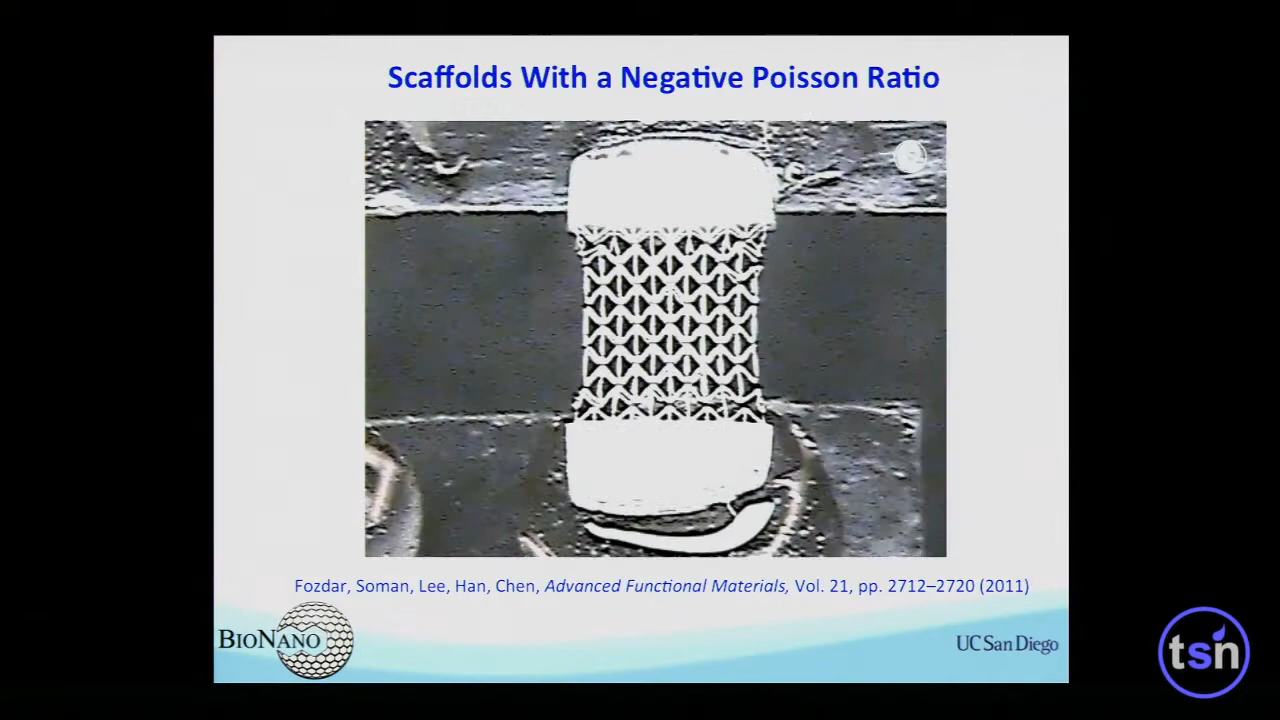 Scaffolds With a Negative Poisson Ratio
Fozdar, Soman, Lee, Han, Chen, Advanced Functional Materials, Vol. 21, pp. 2712–2720 (2011)
BIONANO
UC San Diego
tsn